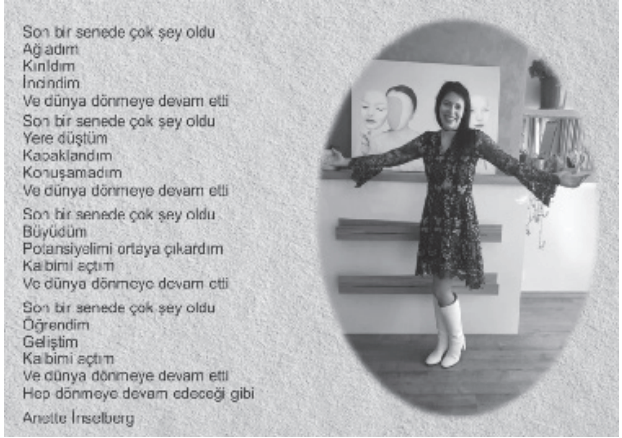 Son bir senede çok şey oldu
Ağladım
Kırıldım
İncindim
Ve dünya dönmeye devam etti
Son bir senede çok şey oldu
Yere düştüm
Kapaklandım
Konuşamadım
Ve dünya dönmeye devam etti
Son bir senede çok şey oldu
Büyüdüm
Potansiyelimi ortaya çıkardım
Kalbimi açtım
Ve dünya dönmeye devam etti
Son bir senede çok şey oldu
Öğrendim
Geliştim
Kalbimi açtım
Ve dünya dönmeye devam etti
Hep dönmeye devam edeceği gibi
Anette İnselberg